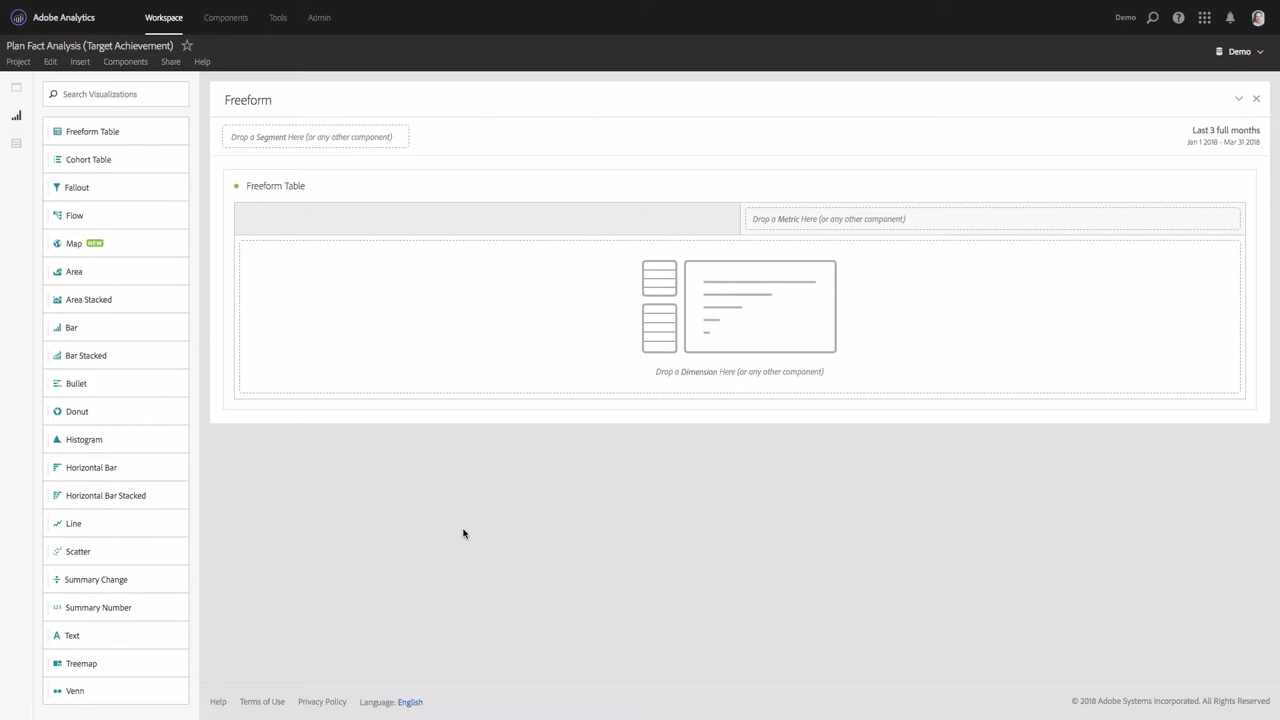 Adobe Analytics
Workspace
Components
Tools
Admin
Demo
Plan Fact Analysis (Target Achievement)
Project
Edit
Insert
Components
Share
Help
Demo
Search Visualizations
Freeform Table
Cohort Table
Fallout
Flow
Map NEW
Area
Area Stacked
Bar
Bar Stacked
Bullet
Donut
Histogram
Horizontal Bar
Horizontal Bar Stacked
Line
Scatter
Summary Change
123 Summary Number
A Text
Treemap
Venn
Freeform
Drop a Segment Here (or any other component)
Last 3 full months
Jan 1 2018 - Mar 31 2018
Freeform Table
Drop a Metric Here (or any other component)
Drop a Dimension Here (or any other component)
Help
Terms of Use
Privacy Policy
Language: English
© 2018 Adobe Systems Incorporated. All Rights Reserved